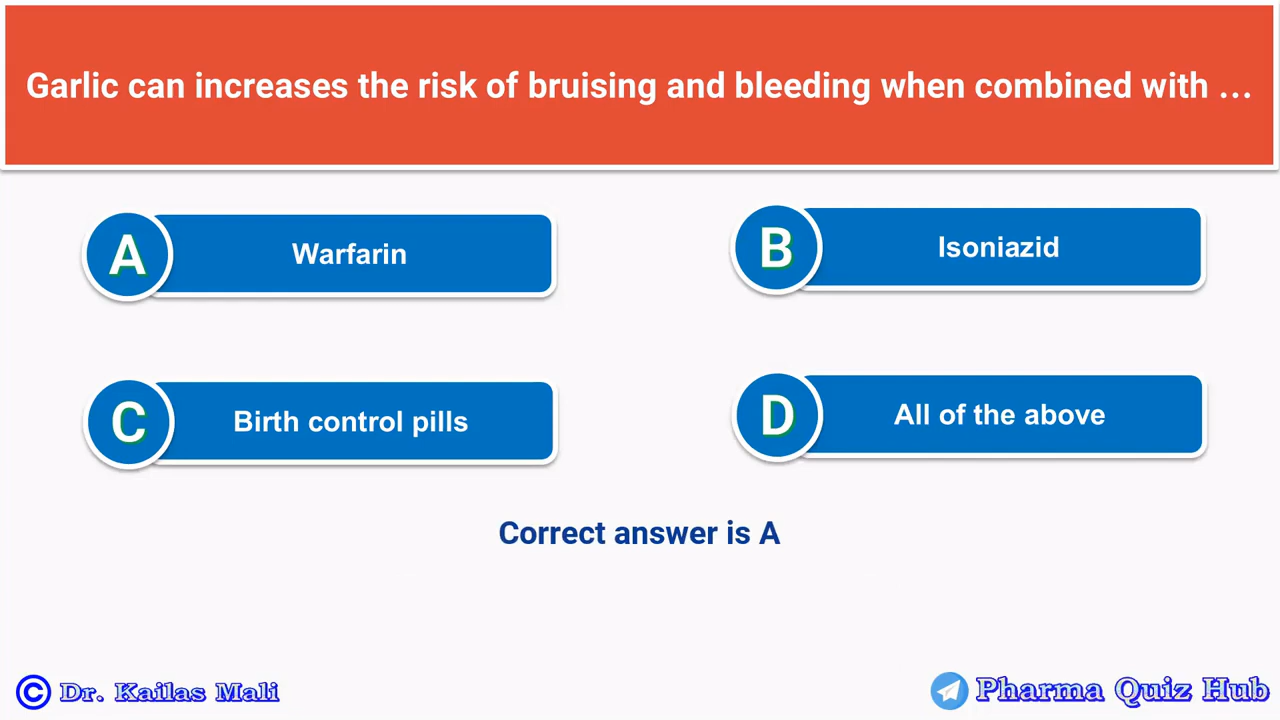 Garlic can increases the risk of bruising and bleeding when combined with ...
A Warfarin
B Isoniazid
C Birth control pills
D All of the above
Correct answer is A
© Dr. Kailas Mali
Pharma Quiz Hub